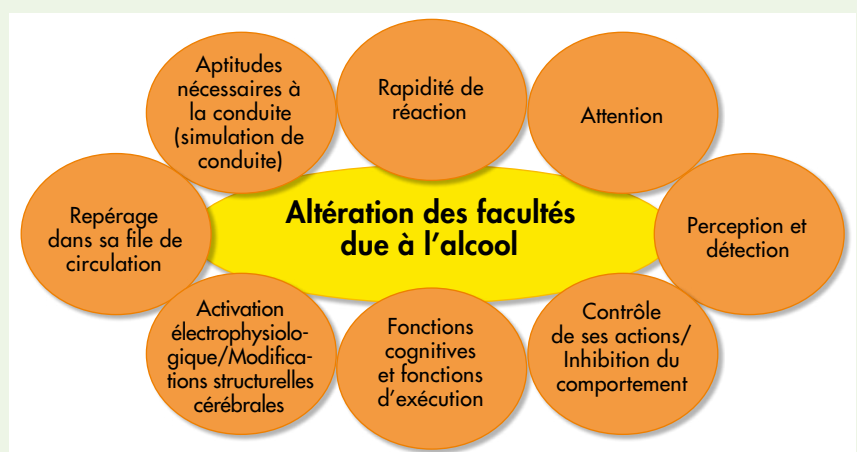 Aptitudes
nécessaires à
la conduite
(simulation de
conduite)
Rapidité de
réaction
Attention
Repérage
dans sa file de
circulation
Altération des facultés
due à l'alcool
Perception et
détection
Activation
électrophysiolo-
gique/Modifica-
tions structurelles
cérébrales
Fonctions
cognitives
et fonctions
d'exécution
Contrôle
de ses actions/
Inhibition du
comportement